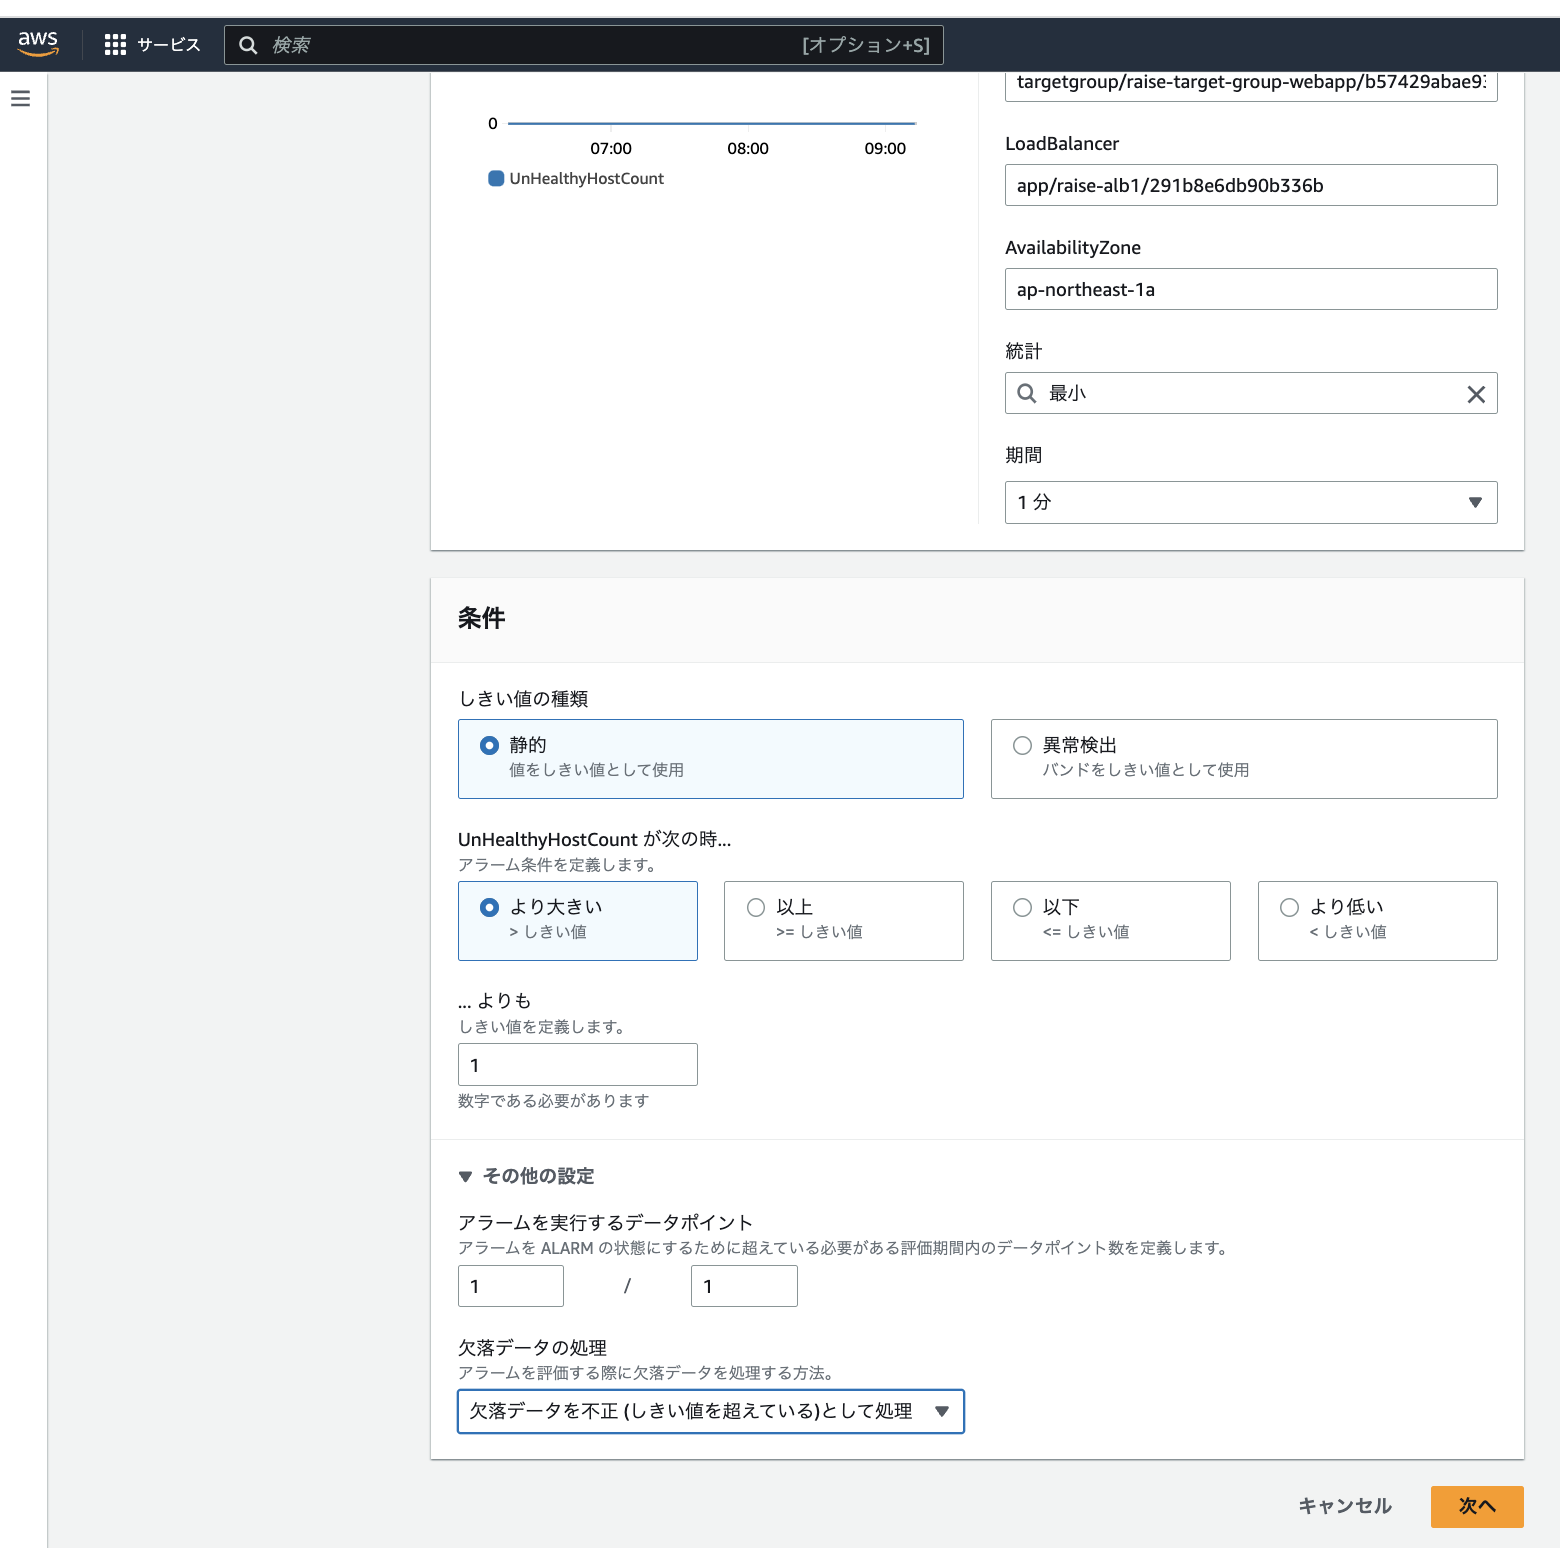 aws
サービス
検索
[オプション+S]
targetgroup/raise-target-group-webapp/b57429abae9
0
07:00
08:00
09:00
UnHealthyHostCount
LoadBalancer
app/raise-alb1/291b8e6db90b336b
AvailabilityZone
ap-northeast-1a
統計
最小
期間
1 分
条件
しきい値の種類
静的
値をしきい値として使用
異常検出
バンドをしきい値として使用
UnHealthyHostCount が次の時...
アラーム条件を定義します。
より大きい
> しきい値
以上
>= しきい値
以下
<= しきい値
より低い
< しきい値
... よりも
しきい値を定義します。
1
数字である必要があります
その他の設定
アラームを実行するデータポイント
アラームを ALARM の状態にするために超えている必要がある評価期間内のデータポイント数を定義します。
1 / 1
欠落データの処理
アラームを評価する際に欠落データを処理する方法。
欠落データを不正 (しきい値を超えている)として処理
キャンセル
次へ